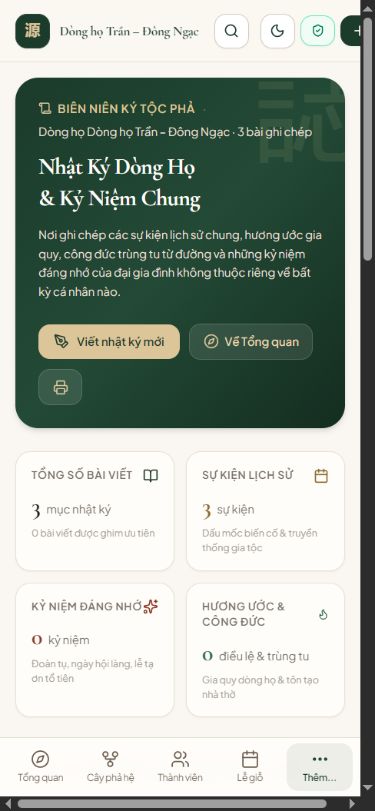 源 Dòng họ Trần – Đông Ngạc
誌
BIÊN NIÊN KÝ TỘC PHẢ ·
Dòng họ Dòng họ Trần - Đông Ngạc · 3 bài ghi chép
Nhật Ký Dòng Họ
& Kỷ Niệm Chung
Nơi ghi chép các sự kiện lịch sử chung, hương ước gia
quy, công đức trùng tu từ đường và những kỷ niệm
đáng nhớ của đại gia đình không thuộc riêng về bất
kỳ cá nhân nào.
Viết nhật ký mới
Về Tổng quan
TỔNG SỐ BÀI VIẾT
3 mục nhật ký
0 bài viết được ghim ưu tiên
SỰ KIỆN LỊCH SỬ
3 sự kiện
Dấu mốc biến cố & truyền
thống gia tộc
KỶ NIỆM ĐÁNG NHỚ
0 kỷ niệm
Đoàn tụ, ngày hội làng, lễ tạ
ơn tổ tiên
HƯƠNG ƯỚC &
CÔNG ĐỨC
0 điều lệ & trùng tu
Gia quy dòng họ & tôn tạo
nhà thờ
Tổng quan
Cây phả hệ
Thành viên
Lễ giỗ
Thêm...